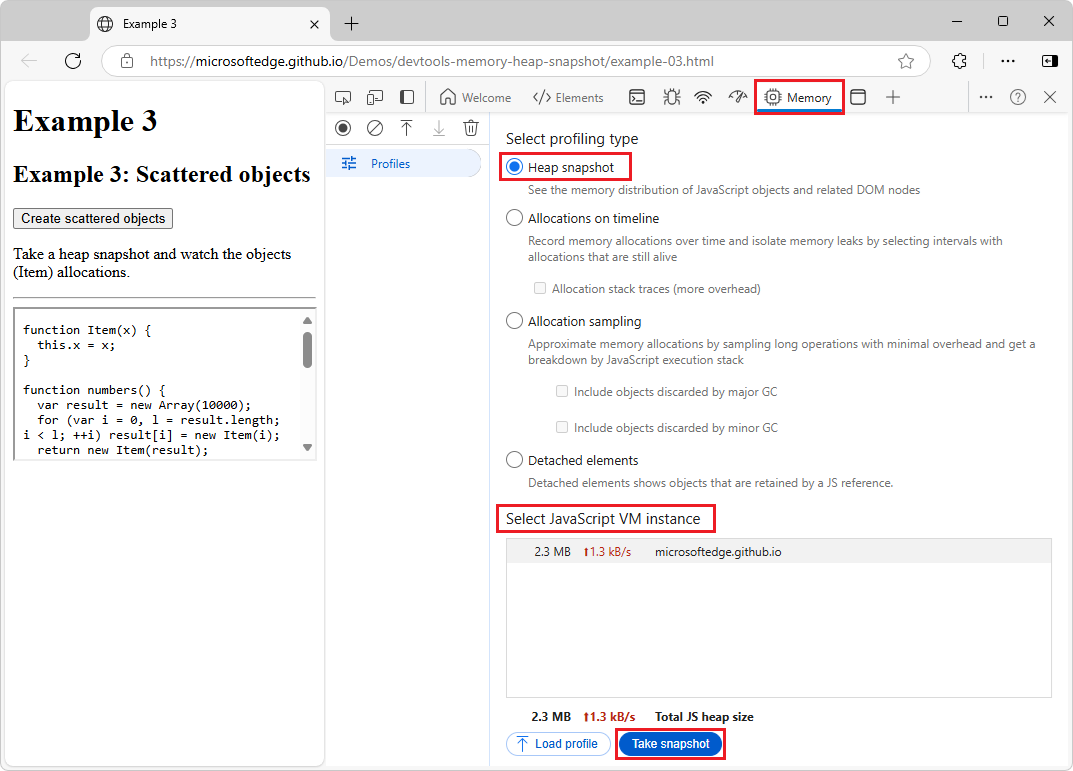 Example 3
https://microsoftedge.github.io/Demos/devtools-memory-heap-snapshot/example-03.html
Example 3
Example 3: Scattered objects
Create scattered objects
Take a heap snapshot and watch the objects
(Item) allocations.
function Item(x) {
  this.x = x;
}
function numbers() {
  var result = new Array(10000);
  for (var i = 0, l = result.length;
i < l; ++i) result[i] = new Item(i);
  return new Item(result);
Welcome
Elements
Memory
Profiles
Select profiling type
Heap snapshot
See the memory distribution of JavaScript objects and related DOM nodes
Allocations on timeline
Record memory allocations over time and isolate memory leaks by selecting intervals with
allocations that are still alive
Allocation stack traces (more overhead)
Allocation sampling
Approximate memory allocations by sampling long operations with minimal overhead and get a
breakdown by JavaScript execution stack
Include objects discarded by major GC
Include objects discarded by minor GC
Detached elements
Detached elements shows objects that are retained by a JS reference.
Select JavaScript VM instance
2.3 MB ↑1.3 kB/s microsoftedge.github.io
2.3 MB ↑1.3 kB/s Total JS heap size
Load profile
Take snapshot